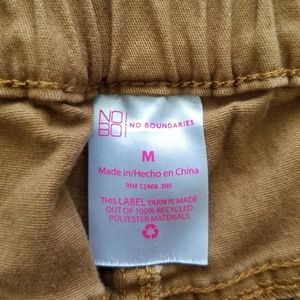 NO
BO
NO BOUNDARIES
M
Made in/Hecho en China
RN# 52469 3R0
THIS LABEL YARN IS MADE
OUT OF 100% RECYCLED
POLYESTER MATERIALS